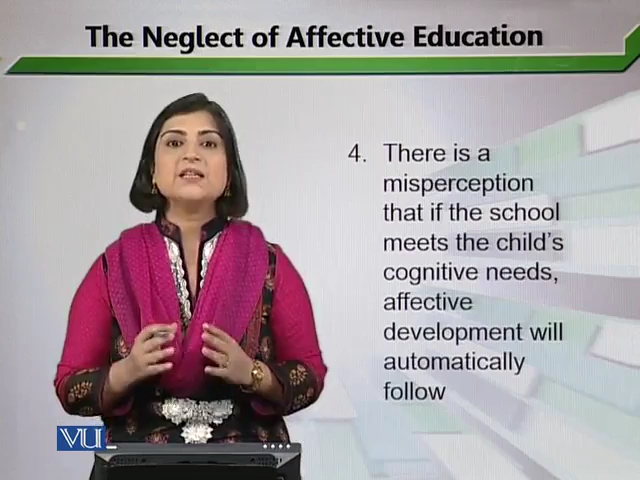 The Neglect of Affective Education
4. There is a
misperception
that if the school
meets the child's
cognitive needs,
affective
development will
automatically
follow
VU